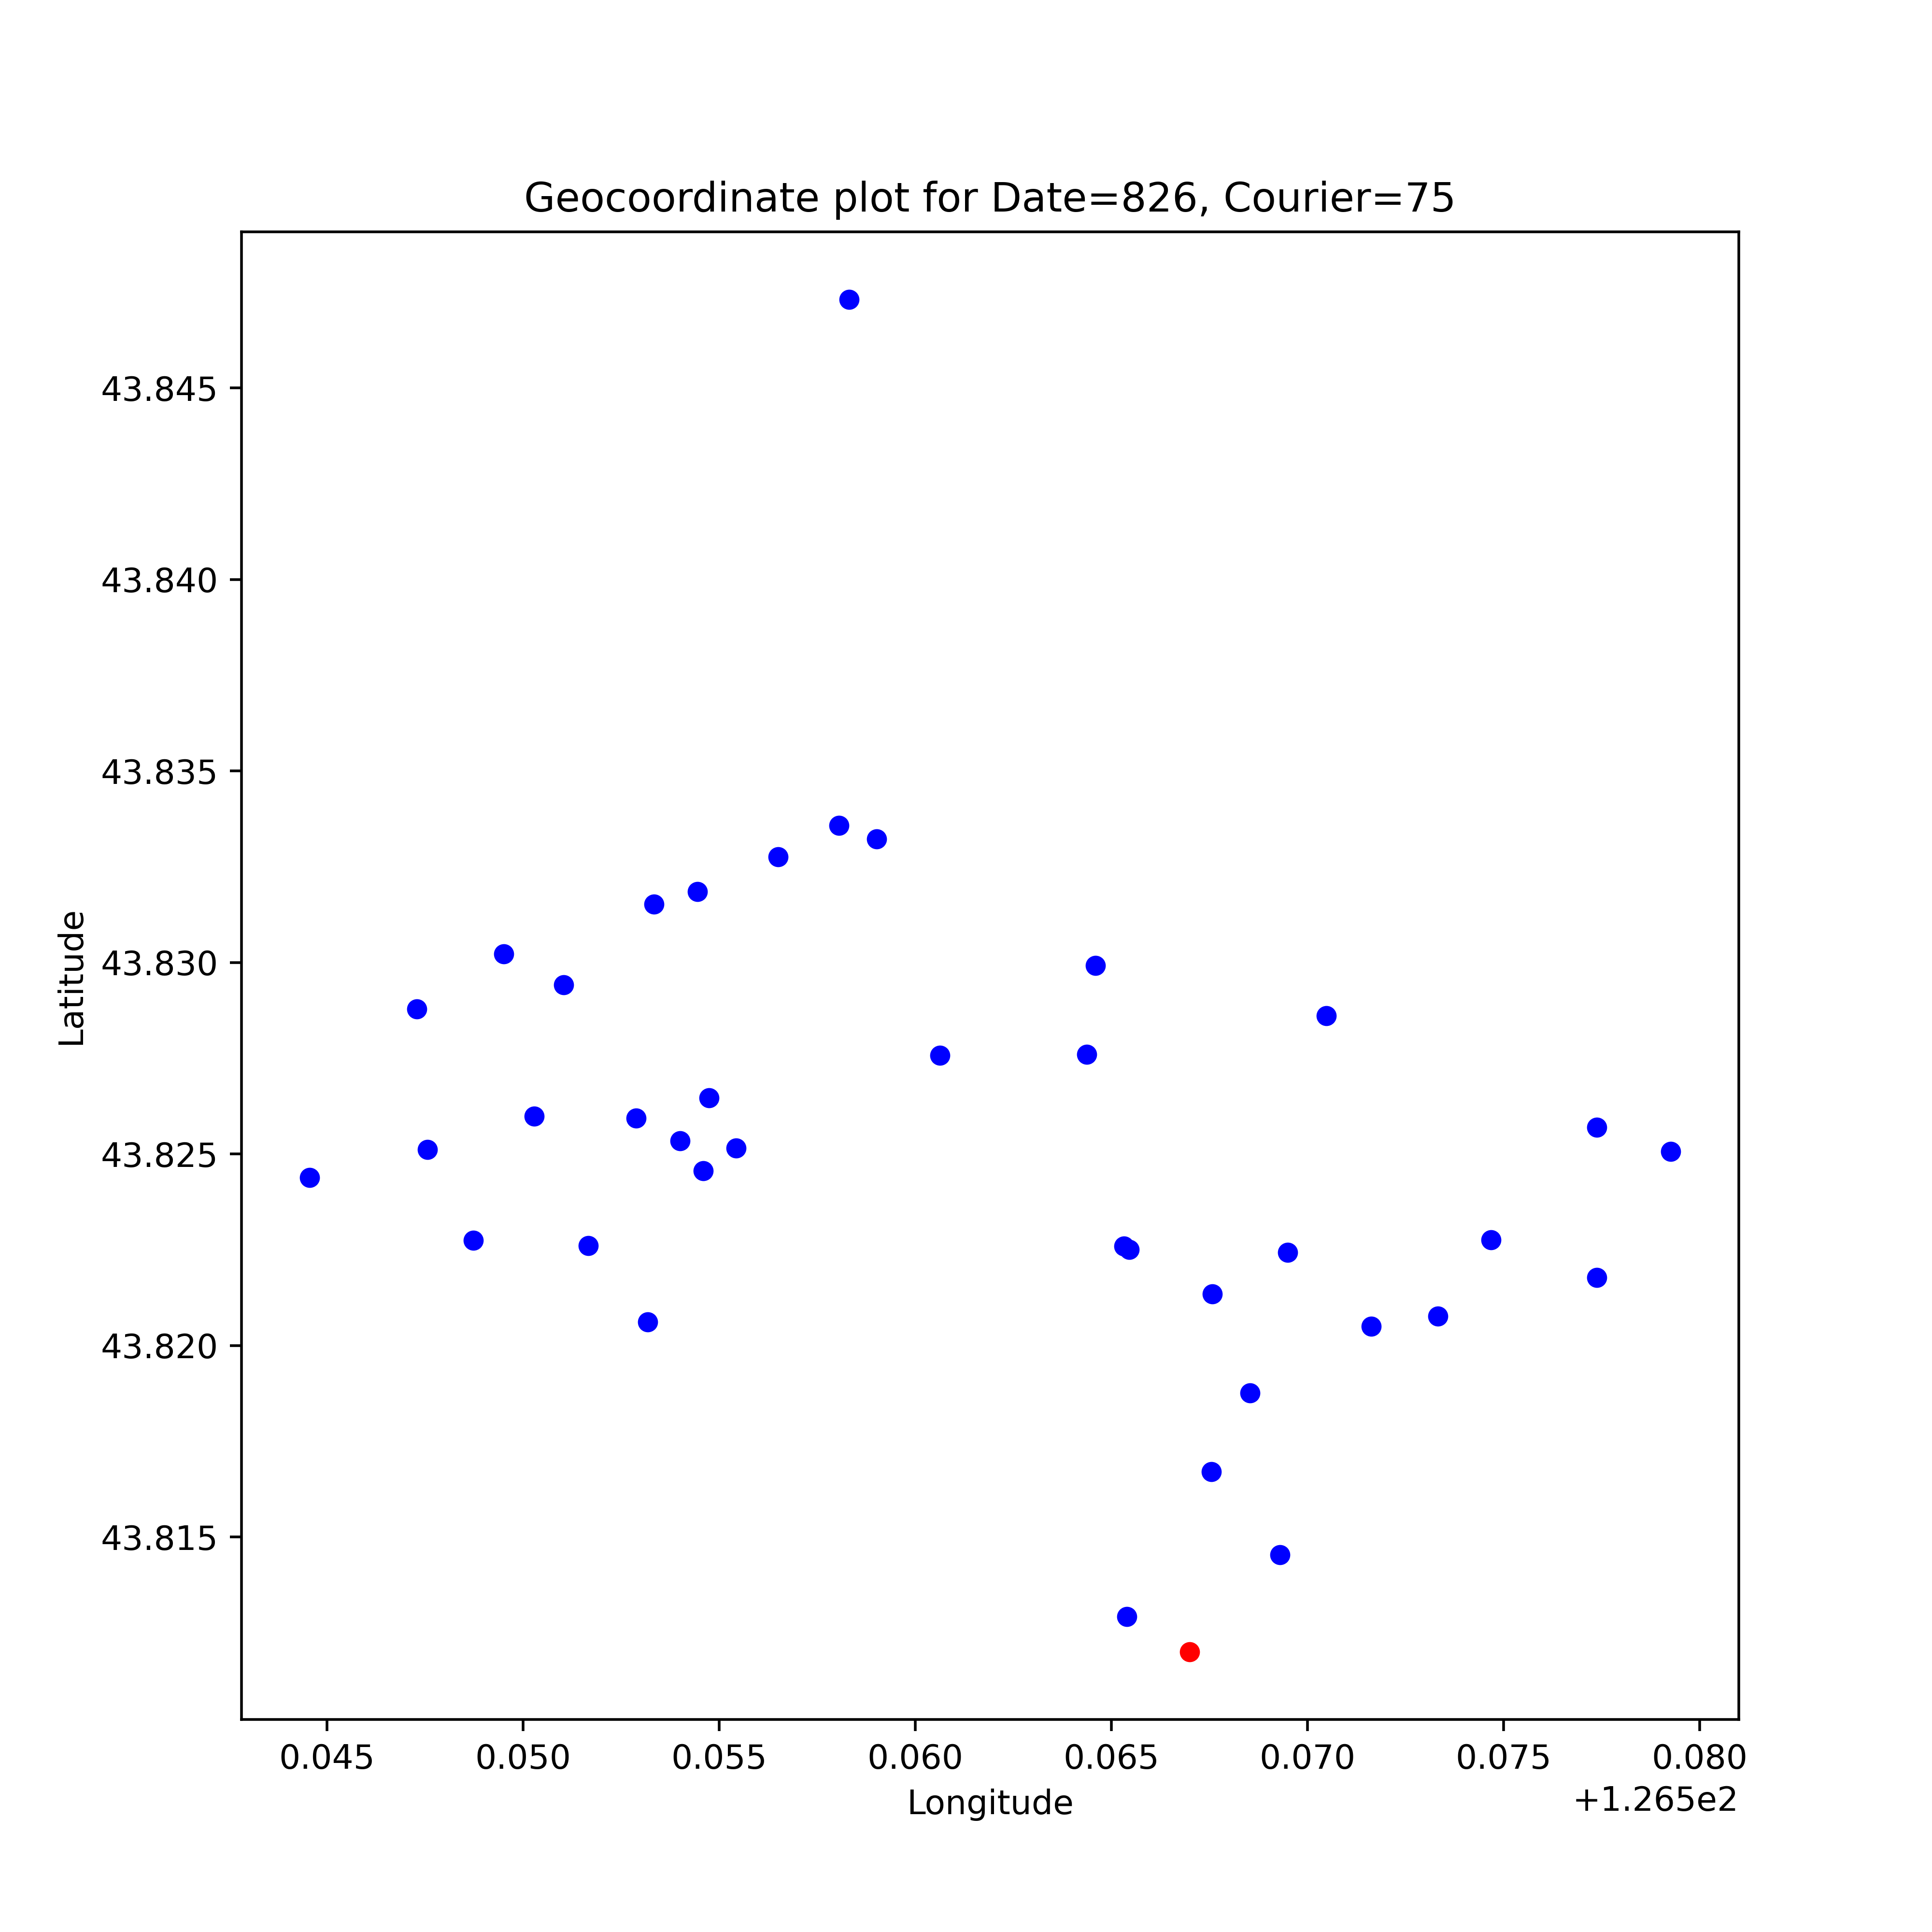 Geocoordinate plot for Date=826, Courier=75
43.845
43.840
43.835
43.830
43.825
43.820
43.815
Latitude
0.045 0.050 0.055 0.060 0.065 0.070 0.075 0.080
Longitude
+1.265e2